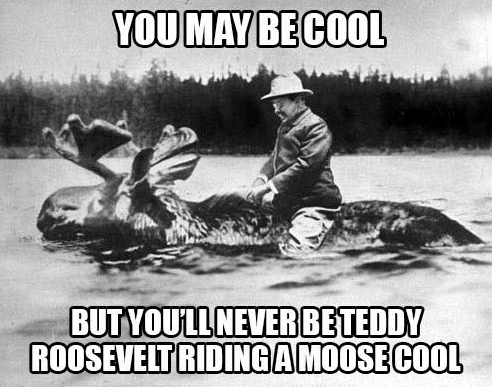 YOU MAY BE COOL
BUT YOU'LL NEVER BE TEDDY
ROOSEVELT RIDING A MOOSE COOL